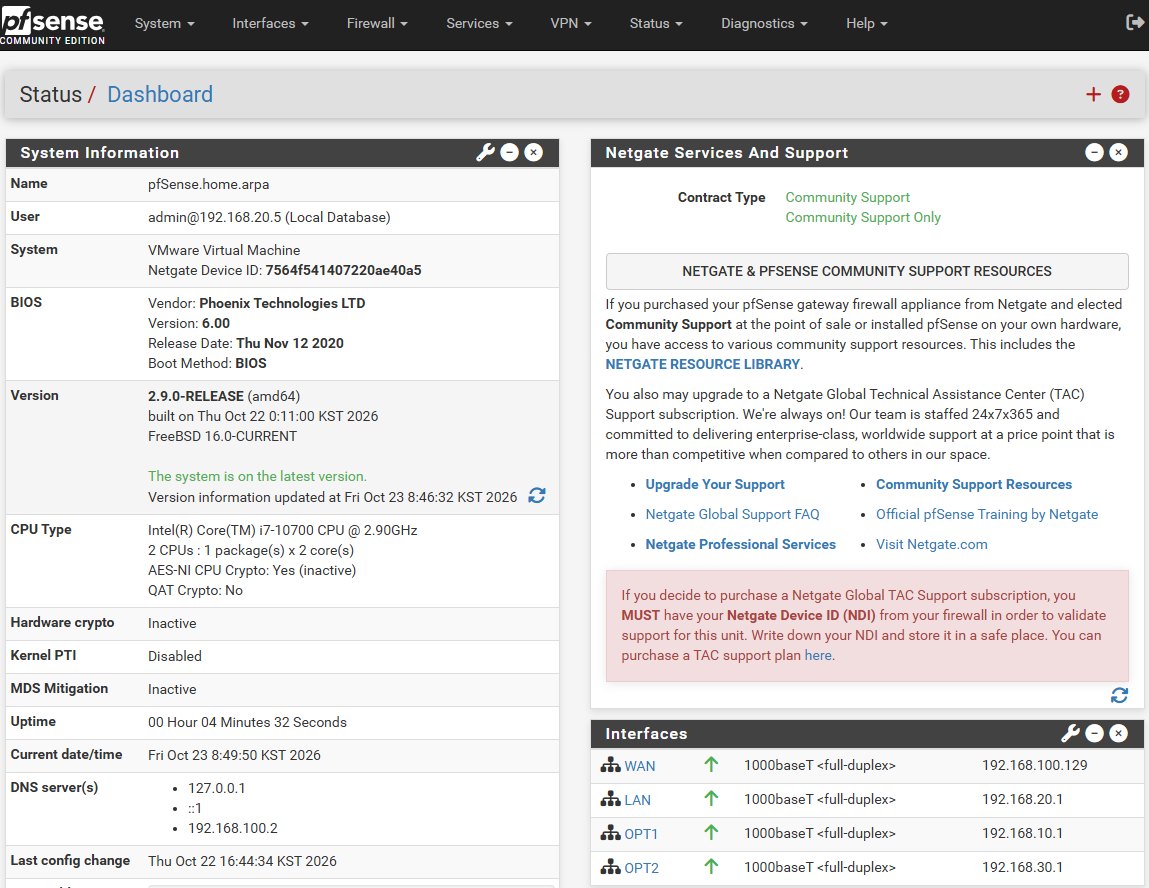 pfsense
COMMUNITY EDITION
System
Interfaces
Firewall
Services
VPN
Status
Diagnostics
Help
Status / Dashboard
System Information
Name pfSense.home.arpa
User admin@192.168.20.5 (Local Database)
System VMware Virtual Machine
Netgate Device ID: 7564f541407220ae40a5
BIOS Vendor: Phoenix Technologies LTD
Version: 6.00
Release Date: Thu Nov 12 2020
Boot Method: BIOS
Version 2.9.0-RELEASE (amd64)
built on Thu Oct 22 0:11:00 KST 2026
FreeBSD 16.0-CURRENT
The system is on the latest version.
Version information updated at Fri Oct 23 8:46:32 KST 2026
CPU Type Intel(R) Core(TM) i7-10700 CPU @ 2.90GHz
2 CPUs : 1 package(s) x 2 core(s)
AES-NI CPU Crypto: Yes (inactive)
QAT Crypto: No
Hardware crypto Inactive
Kernel PTI Disabled
MDS Mitigation Inactive
Uptime 00 Hour 04 Minutes 32 Seconds
Current date/time Fri Oct 23 8:49:50 KST 2026
DNS server(s) 127.0.0.1
::1
192.168.100.2
Last config change Thu Oct 22 16:44:34 KST 2026
Netgate Services And Support
Contract Type Community Support
Community Support Only
NETGATE & PFSENSE COMMUNITY SUPPORT RESOURCES
If you purchased your pfSense gateway firewall appliance from Netgate and elected
Community Support at the point of sale or installed pfSense on your own hardware,
you have access to various community support resources. This includes the
NETGATE RESOURCE LIBRARY.
You also may upgrade to a Netgate Global Technical Assistance Center (TAC)
Support subscription. We're always on! Our team is staffed 24x7x365 and
committed to delivering enterprise-class, worldwide support at a price point that is
more than competitive when compared to others in our space.
Upgrade Your Support
Community Support Resources
Netgate Global Support FAQ
Official pfSense Training by Netgate
Netgate Professional Services
Visit Netgate.com
If you decide to purchase a Netgate Global TAC Support subscription, you
MUST have your Netgate Device ID (NDI) from your firewall in order to validate
support for this unit. Write down your NDI and store it in a safe place. You can
purchase a TAC support plan here.
Interfaces
WAN 1000baseT <full-duplex> 192.168.100.129
LAN 1000baseT <full-duplex> 192.168.20.1
OPT1 1000baseT <full-duplex> 192.168.10.1
OPT2 1000baseT <full-duplex> 192.168.30.1